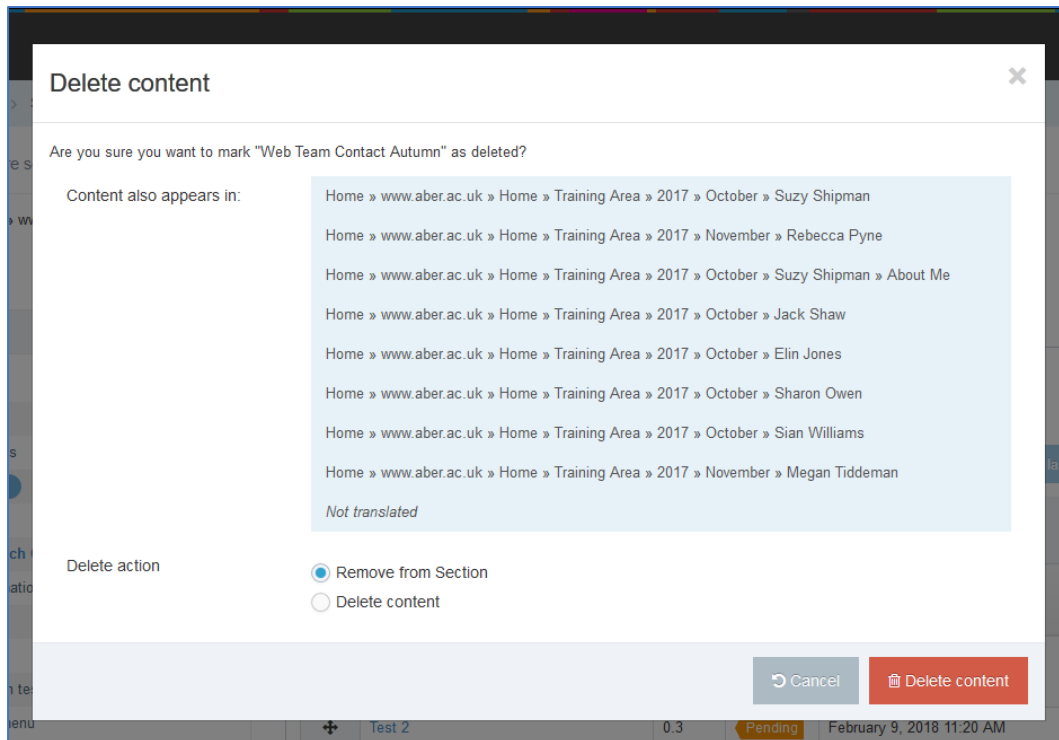 Delete content
Are you sure you want to mark "Web Team Contact Autumn" as deleted?
Content also appears in:
Home » www.aber.ac.uk » Home » Training Area » 2017 » October » Suzy Shipman
Home » www.aber.ac.uk » Home » Training Area » 2017 » November » Rebecca Pyne
Home » www.aber.ac.uk » Home » Training Area » 2017 » October » Suzy Shipman » About Me
Home » www.aber.ac.uk » Home » Training Area » 2017 » October » Jack Shaw
Home » www.aber.ac.uk » Home » Training Area » 2017 » October » Elin Jones
Home » www.aber.ac.uk » Home » Training Area » 2017 » October » Sharon Owen
Home » www.aber.ac.uk » Home » Training Area » 2017 » October » Sian Williams
Home » www.aber.ac.uk » Home » Training Area » 2017 » November » Megan Tiddeman
Not translated
Delete action
Remove from Section
Delete content
Cancel
Delete content
Test 2 0.3 Pending February 9, 2018 11:20 AM